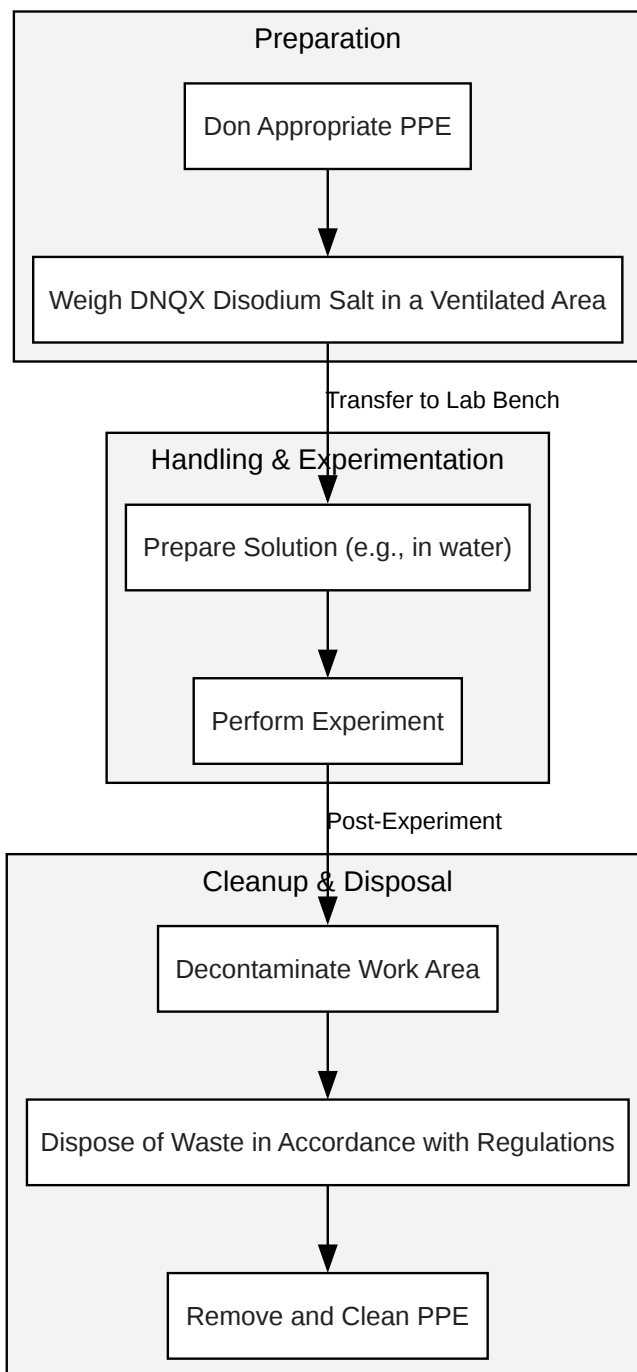 Preparation
Don Appropriate PPE
Weigh DNQX Disodium Salt in a Ventilated Area
Transfer to Lab Bench
Handling & Experimentation
Prepare Solution (e.g., in water)
Perform Experiment
Post-Experiment
Cleanup & Disposal
Decontaminate Work Area
Dispose of Waste in Accordance with Regulations
Remove and Clean PPE